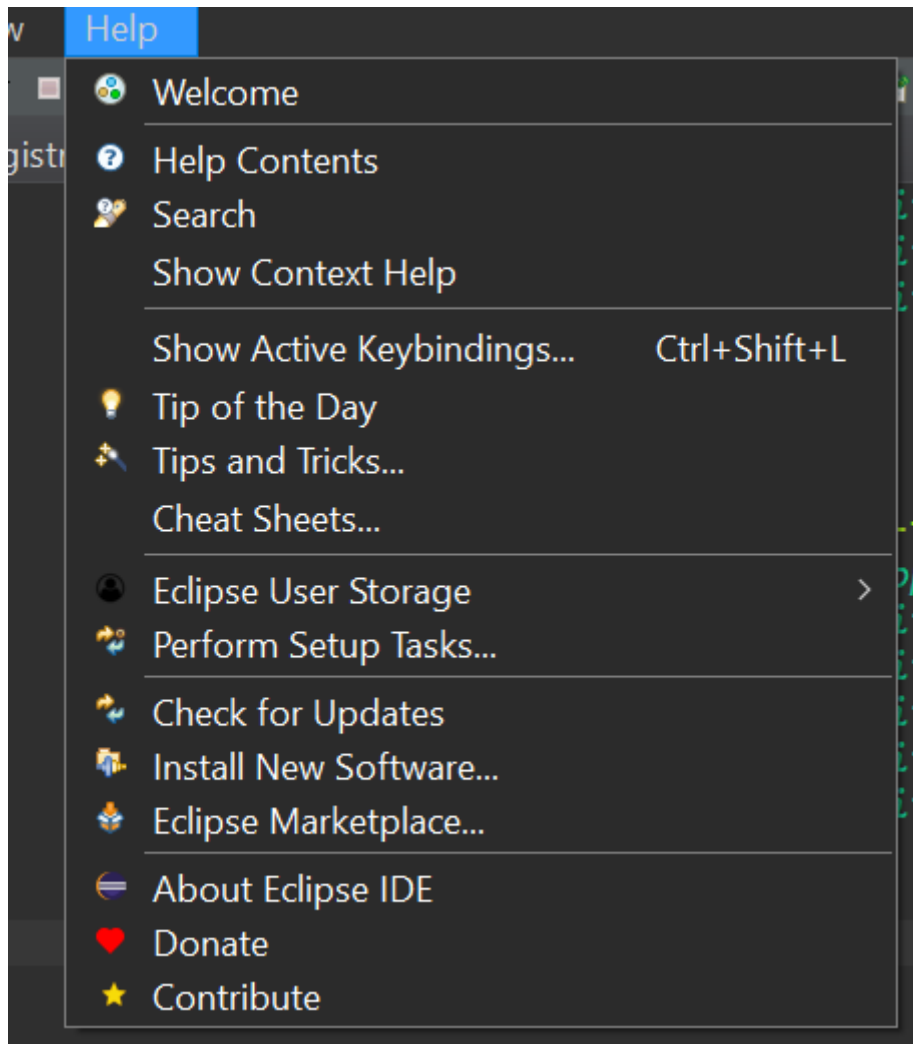 Help
Welcome
Help Contents
Search
Show Context Help
Show Active Keybindings... Ctrl+Shift+L
Tip of the Day
Tips and Tricks...
Cheat Sheets...
Eclipse User Storage
Perform Setup Tasks...
Check for Updates
Install New Software...
Eclipse Marketplace...
About Eclipse IDE
Donate
Contribute